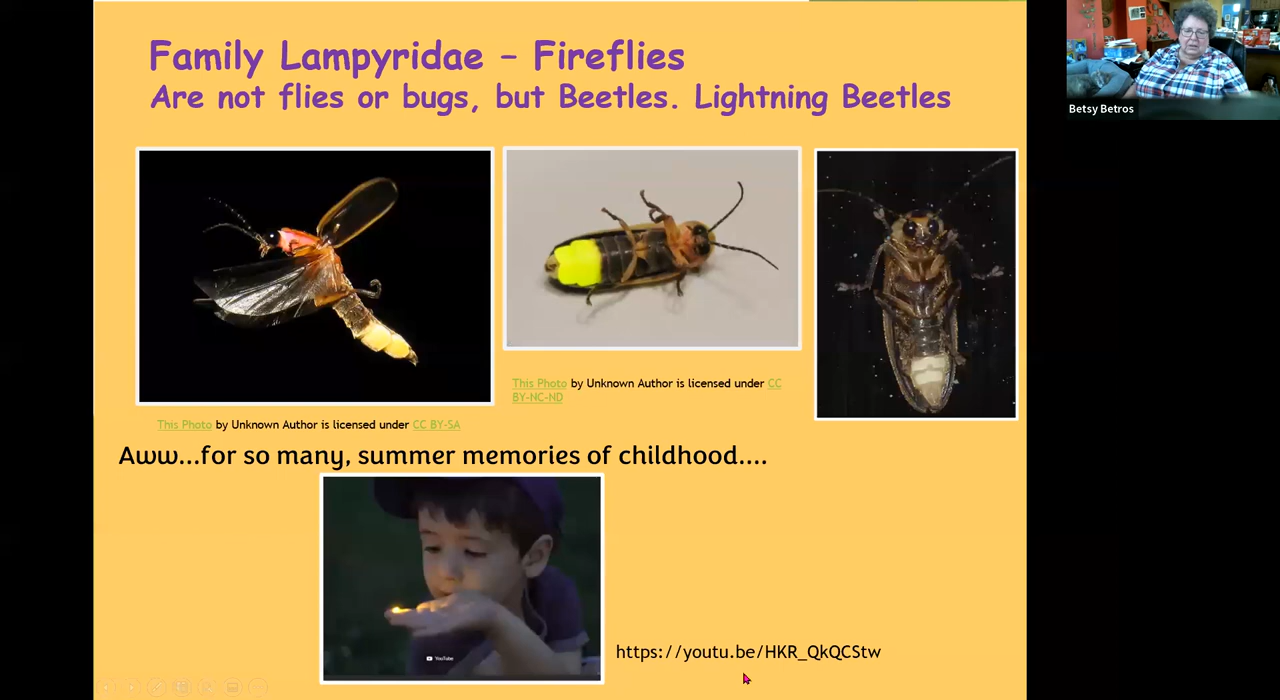 Family Lampyridae – Fireflies
Are not flies or bugs, but Beetles. Lightning Beetles
Betsy Betros
This Photo by Unknown Author is licensed under CC
BY-NC-ND
This Photo by Unknown Author is licensed under CC BY-SA
Aww...for so many, summer memories of childhood....
YouTube
https://youtu.be/HKR_QkQCStw